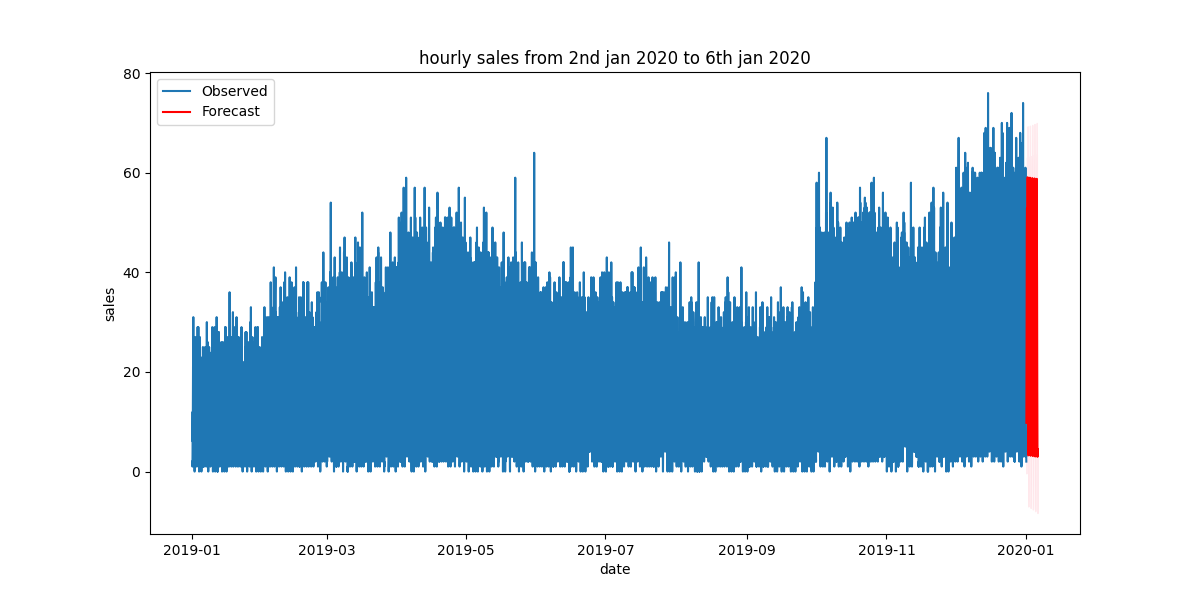 hourly sales from 2nd jan 2020 to 6th jan 2020
Observed
Forecast
sales
80
60
40
20
0
2019-01 2019-03 2019-05 2019-07 2019-09 2019-11 2020-01
date